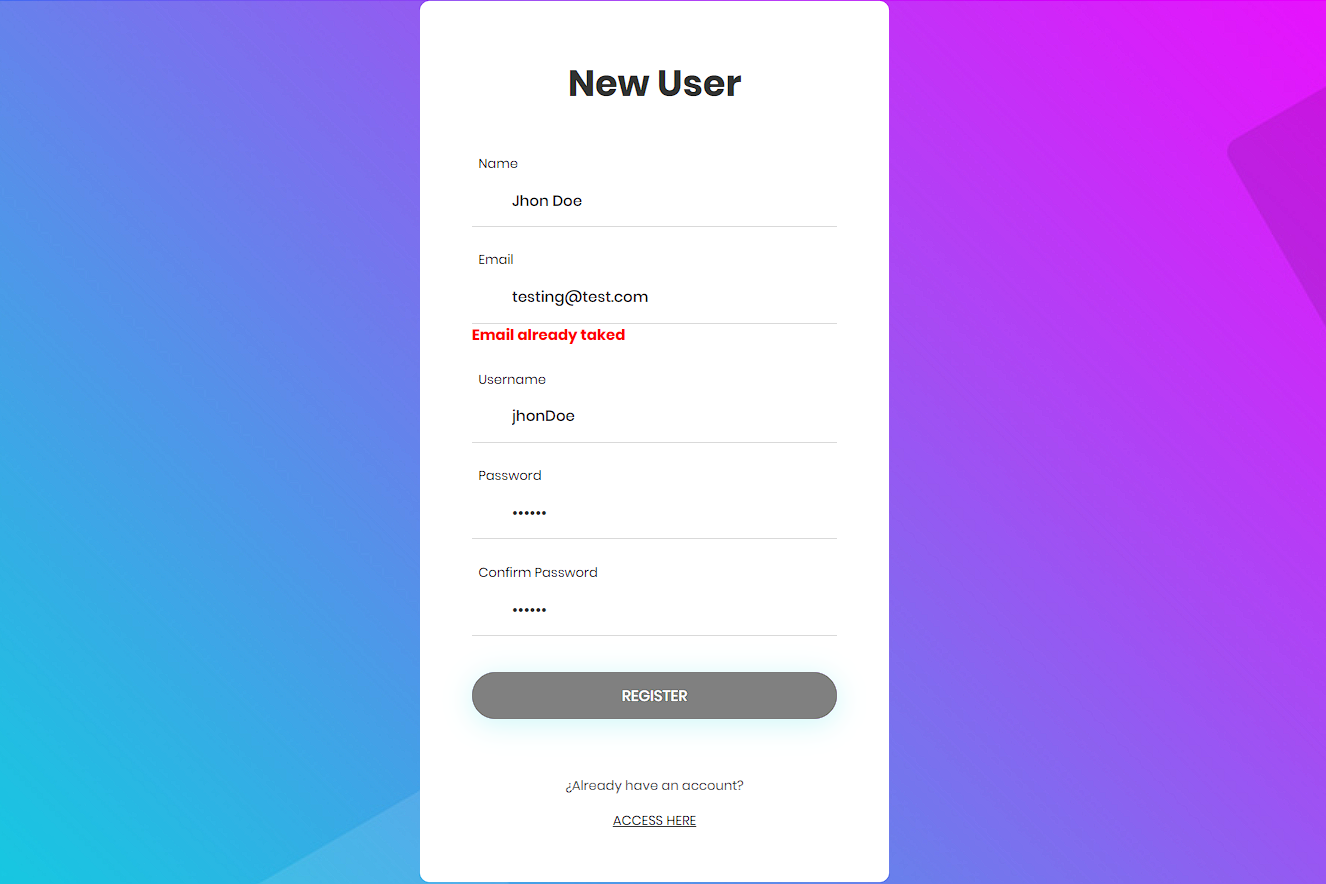 New User
Name
Jhon Doe
Email
testing@test.com
Email already taked
Username
jhonDoe
Password
••••••
Confirm Password
••••••
REGISTER
¿Already have an account?
ACCESS HERE